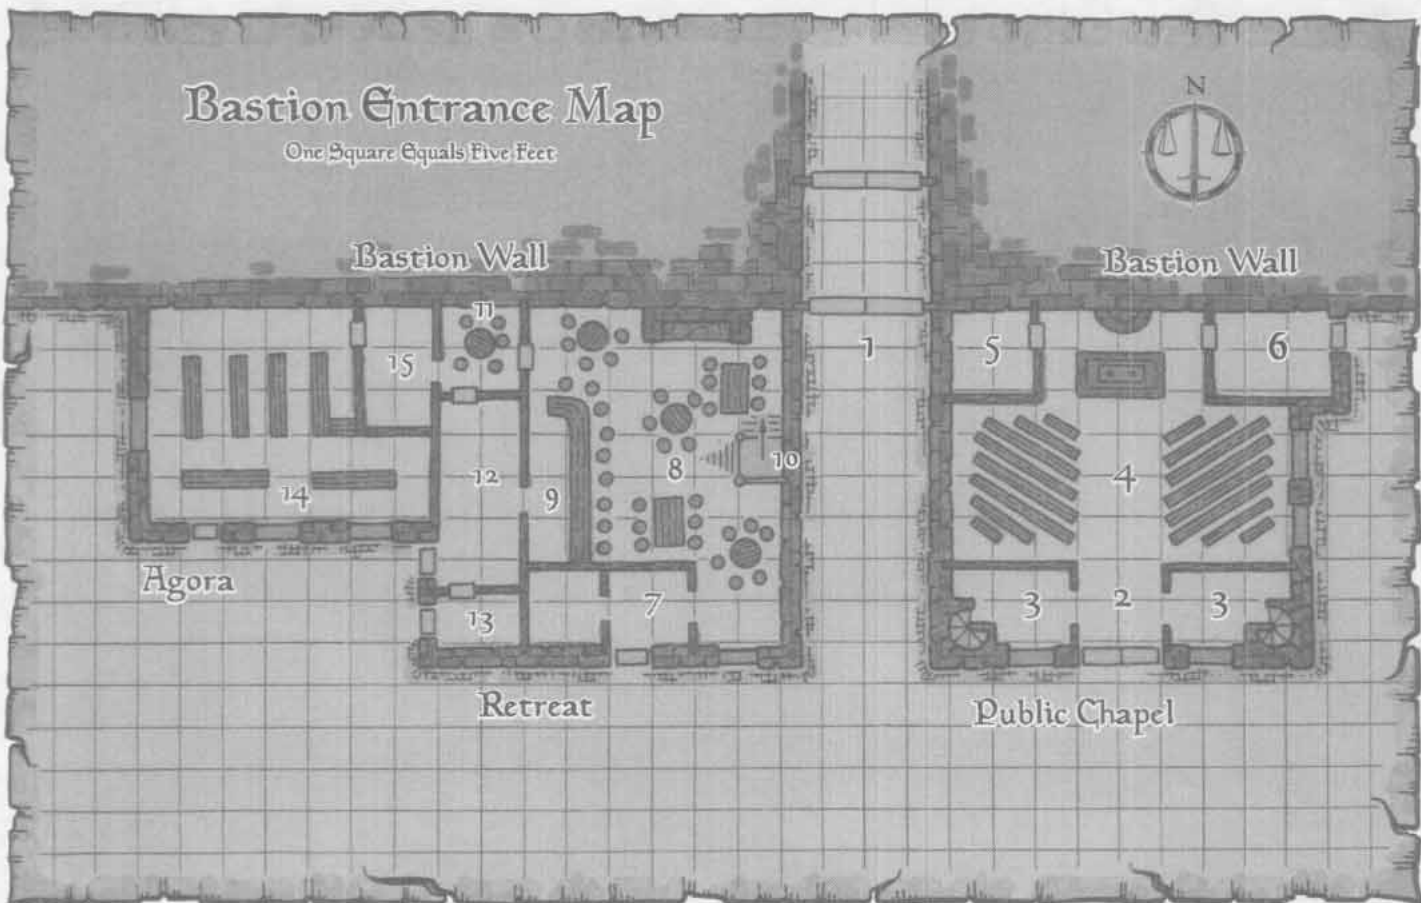 Bastion Entrance Map
One Square Equals Five Feet
N
Bastion Wall
Bastion Wall
11
1
5
6
15
12
8
10
9
14
4
Agora
13
7
3
2
3
Retreat
Public Chapel